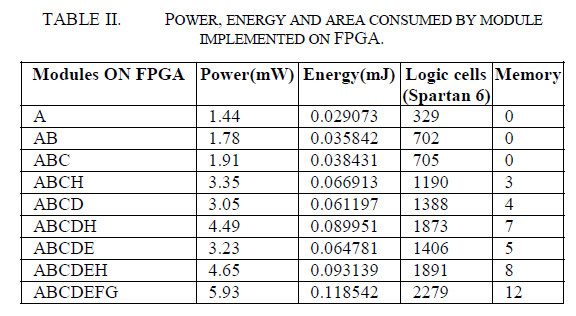 TABLE II. POWER, ENERGY AND AREA CONSUMED BY MODULE
IMPLEMENTED ON FPGA.
Modules ON FPGA Power(mW) Energy(mJ) Logic cells Memory
(Spartan 6)
A 1.44 0.029073 329 0
AB 1.78 0.035842 702 0
ABC 1.91 0.038431 705 0
ABCH 3.35 0.066913 1190 3
ABCD 3.05 0.061197 1388 4
ABCDH 4.49 0.089951 1873 7
ABCDE 3.23 0.064781 1406 5
ABCDEH 4.65 0.093139 1891 8
ABCDEFG 5.93 0.118542 2279 12